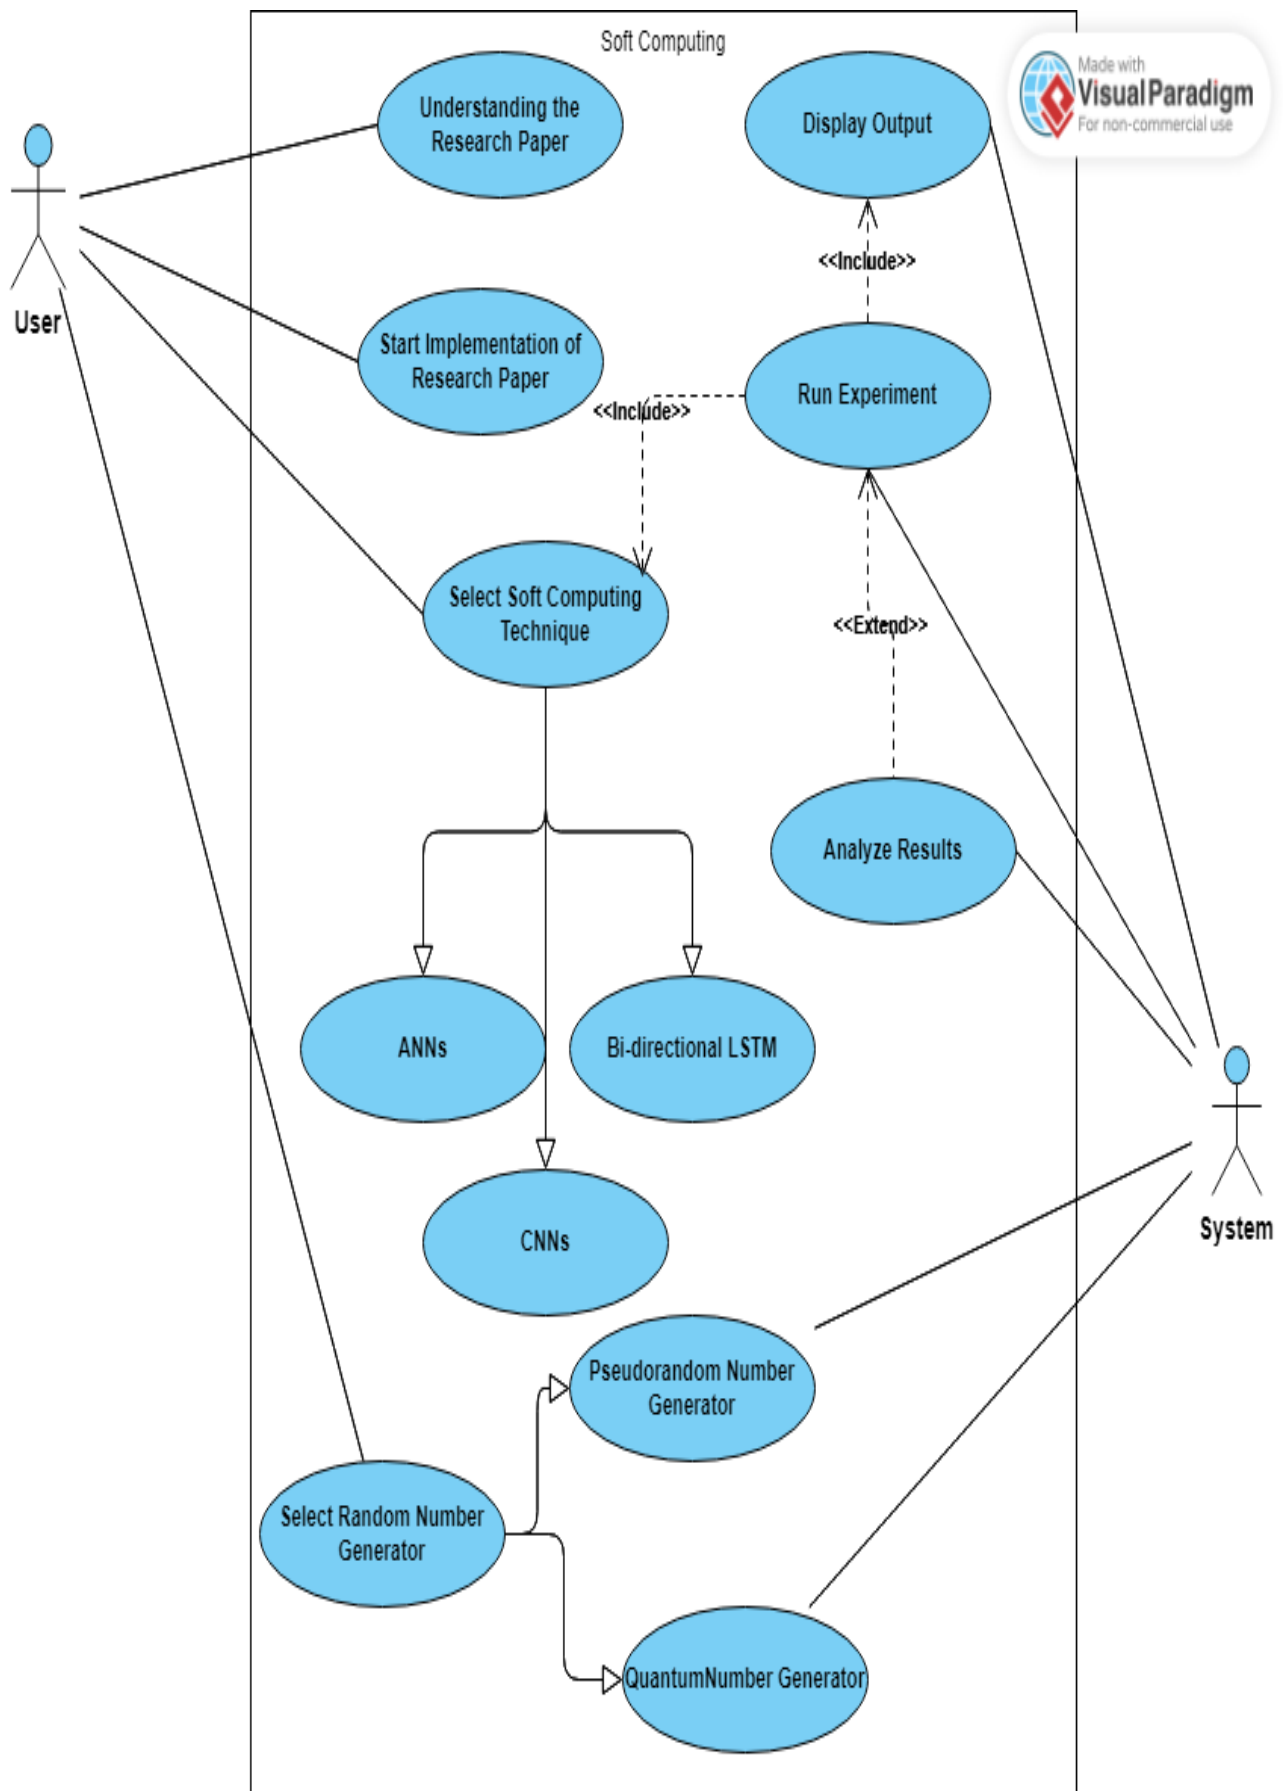 Soft Computing
Made with
Visual Paradigm
For non-commercial use
Understanding the
Research Paper
Display Output
<<Include>>
User
Start Implementation of
Research Paper
Run Experiment
<<Include>>
Select Soft Computing
Technique
<<Extend>>
Analyze Results
ANNs
Bi-directional LSTM
CNNs
System
Pseudorandom Number
Generator
Select Random Number
Generator
QuantumNumber Generator